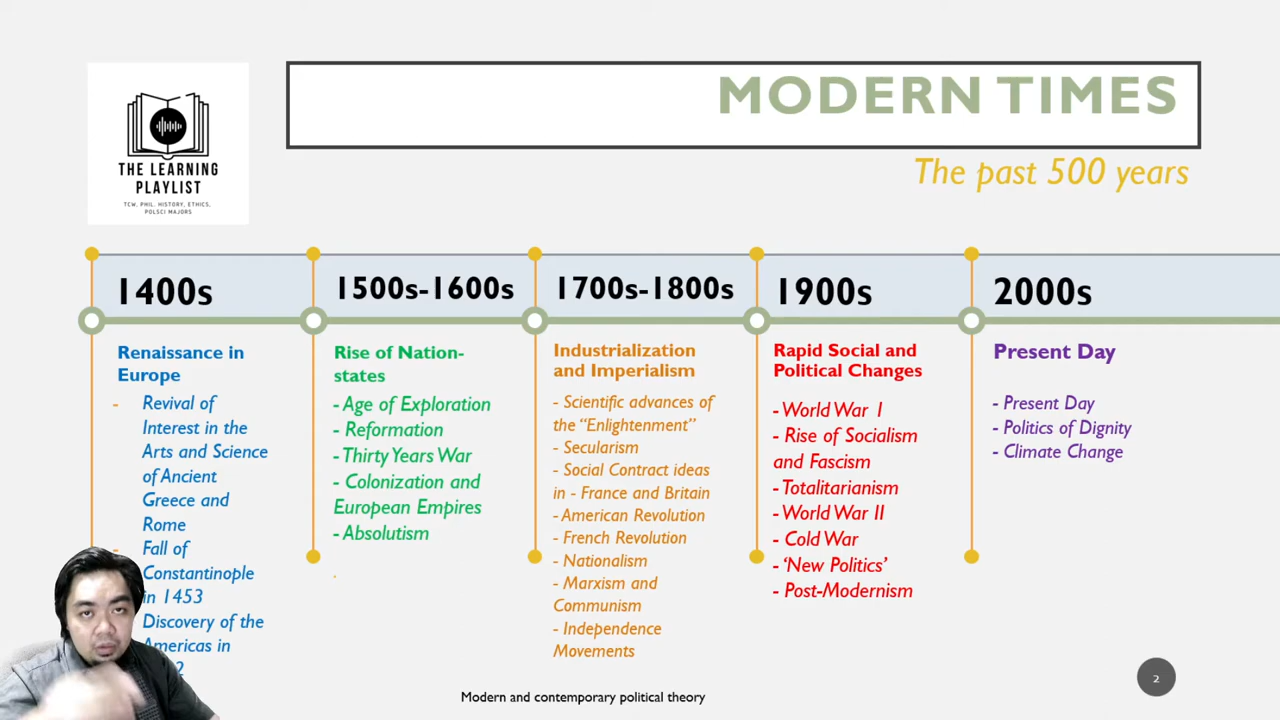 MODERN TIMES
The past 500 years
THE LEARNING
PLAYLIST
TCW, PHIL, HISTORY, ETHICS,
POLSCI MAJORS
1400s
Renaissance in
Europe
- Revival of
Interest in the
Arts and Science
of Ancient
Greece and
Rome
- Fall of
Constantinople
in 1453
Discovery of the
Americas in
1500s-1600s
Rise of Nation-
states
- Age of Exploration
- Reformation
- Thirty Years War
- Colonization and
European Empires
- Absolutism
1700s-1800s
Industrialization
and Imperialism
- Scientific advances of
the “Enlightenment”
- Secularism
- Social Contract ideas
in - France and Britain
- American Revolution
- French Revolution
- Nationalism
- Marxism and
Communism
- Independence
Movements
1900s
Rapid Social and
Political Changes
- World War I
- Rise of Socialism
and Fascism
- Totalitarianism
- World War II
- Cold War
- ‘New Politics’
- Post-Modernism
2000s
Present Day
- Present Day
- Politics of Dignity
- Climate Change
Modern and contemporary political theory
2